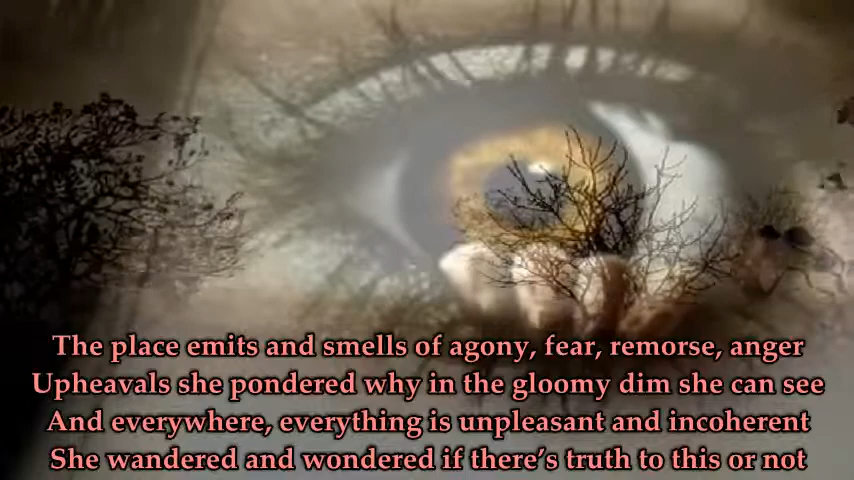 The place emits and smells of agony, fear, remorse, anger
Upheavals she pondered why in the gloomy dim she can see
And everywhere, everything is unpleasant and incoherent
She wandered and wondered if there’s truth to this or not